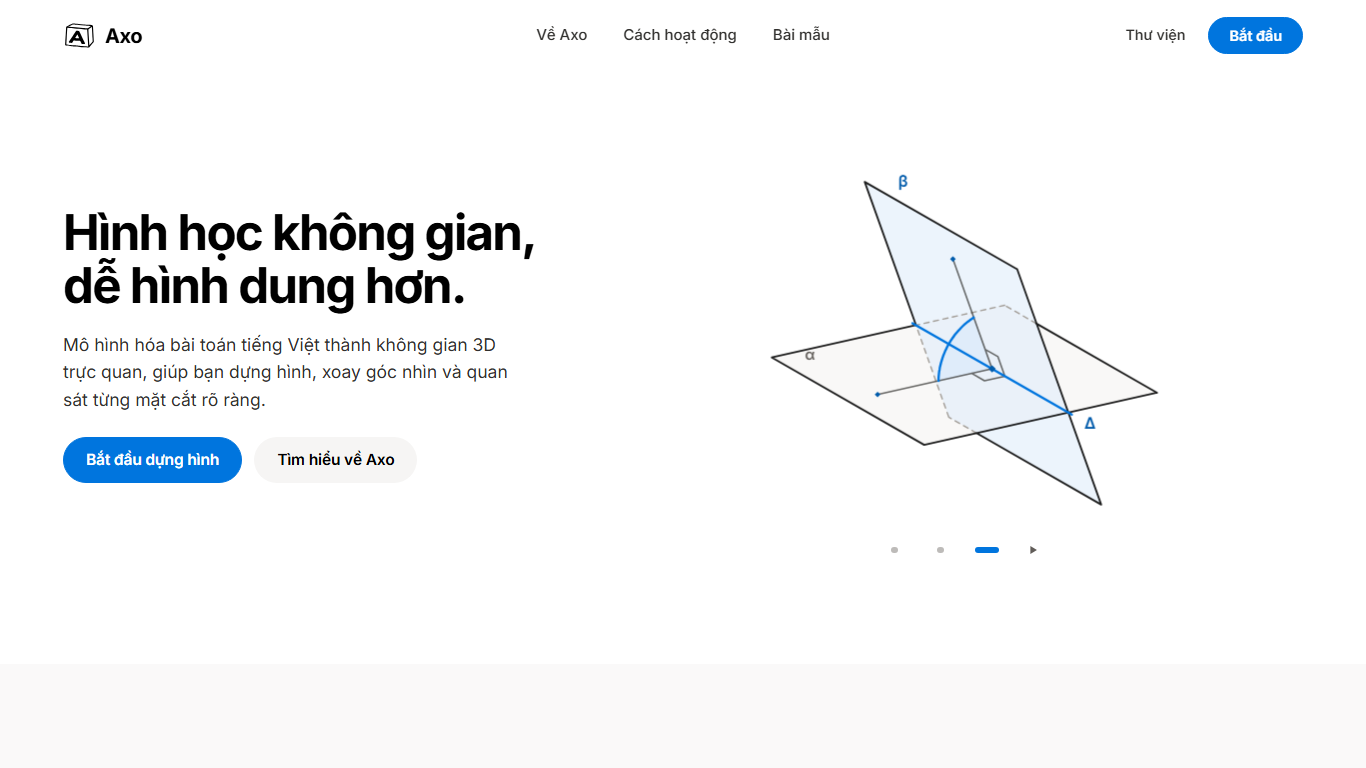 Axo
Về Axo
Cách hoạt động
Bài mẫu
Thư viện
Bắt đầu
Hình học không gian,
dễ hình dung hơn.
Mô hình hóa bài toán tiếng Việt thành không gian 3D
trực quan, giúp bạn dựng hình, xoay góc nhìn và quan
sát từng mặt cắt rõ ràng.
Bắt đầu dựng hình
Tìm hiểu về Axo
β
α
Δ